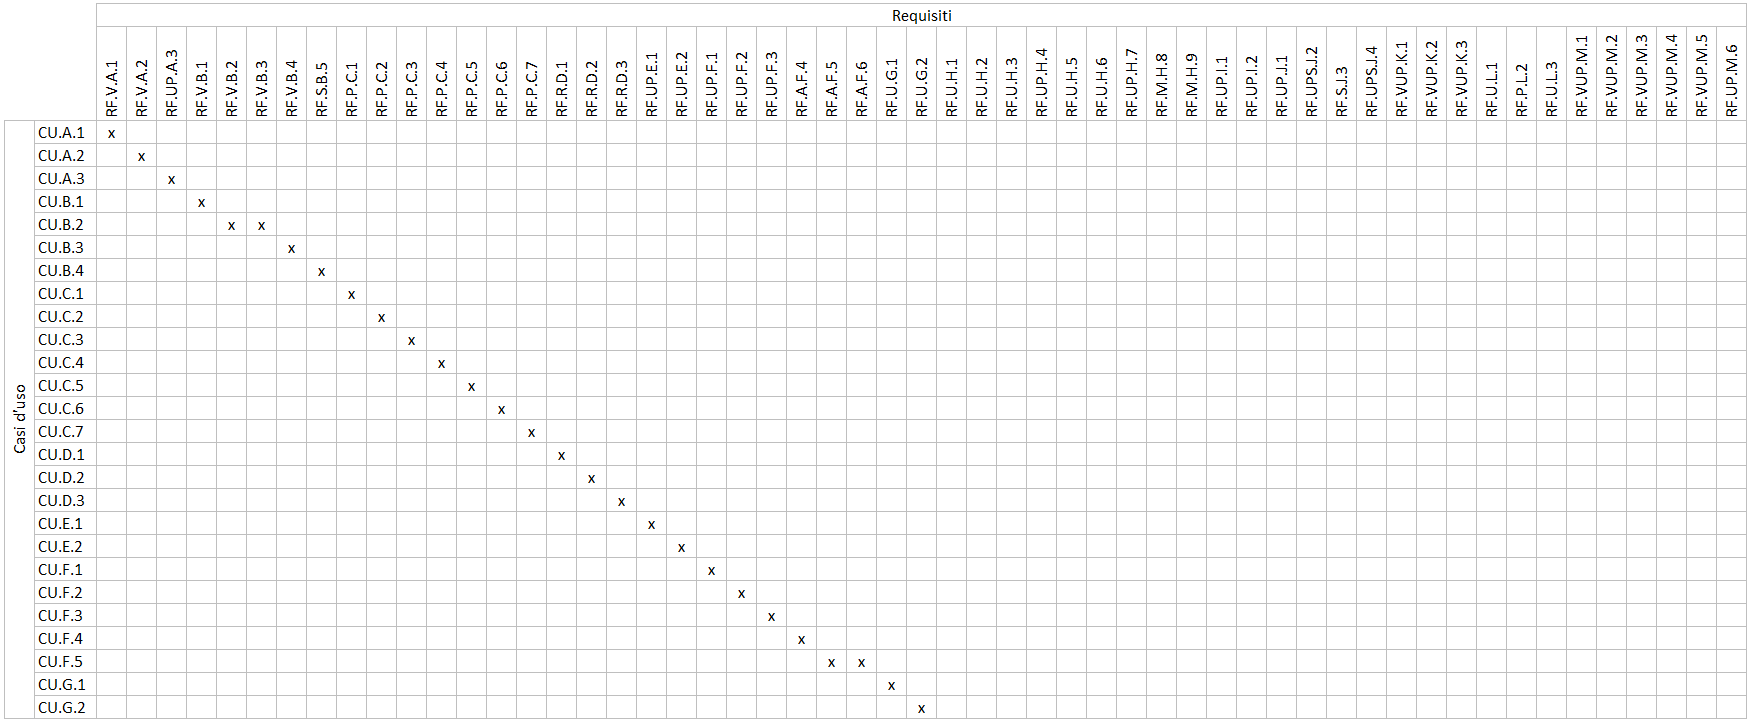 Requisiti
RF.V.A.1 RF.V.A.2 RF.UP.A.3 RF.V.B.1 RF.V.B.2 RF.V.B.3 RF.V.B.4 RF.S.B.5 RF.P.C.1 RF.P.C.2 RF.P.C.3 RF.P.C.4 RF.P.C.5 RF.P.C.6 RF.P.C.7 RF.R.D.1 RF.R.D.2 RF.R.D.3 RF.UP.E.1 RF.UP.E.2 RF.UP.F.1 RF.UP.F.2 RF.UP.F.3 RF.A.F.4 RF.A.F.5 RF.A.F.6 RF.U.G.1 RF.U.G.2 RF.U.H.1 RF.U.H.2 RF.U.H.3 RF.UP.H.4 RF.U.H.5 RF.U.H.6 RF.UP.H.7 RF.M.H.8 RF.M.H.9 RF.UP.I.1 RF.UP.I.2 RF.UP.J.1 RF.UPS.J.2 RF.S.J.3 RF.UPS.J.4 RF.VUP.K.1 RF.VUP.K.2 RF.VUP.K.3 RF.U.L.1 RF.P.L.2 RF.U.L.3 RF.VUP.M.1 RF.VUP.M.2 RF.VUP.M.3 RF.VUP.M.4 RF.VUP.M.5 RF.UP.M.6
Casi d'uso
CU.A.1 x
CU.A.2 x
CU.A.3 x
CU.B.1 x
CU.B.2 x x
CU.B.3 x
CU.B.4 x
CU.C.1 x
CU.C.2 x
CU.C.3 x
CU.C.4 x
CU.C.5 x
CU.C.6 x
CU.C.7 x
CU.D.1 x
CU.D.2 x
CU.D.3 x
CU.E.1 x
CU.E.2 x
CU.F.1 x
CU.F.2 x
CU.F.3 x
CU.F.4 x
CU.F.5 x x
CU.G.1 x
CU.G.2 x